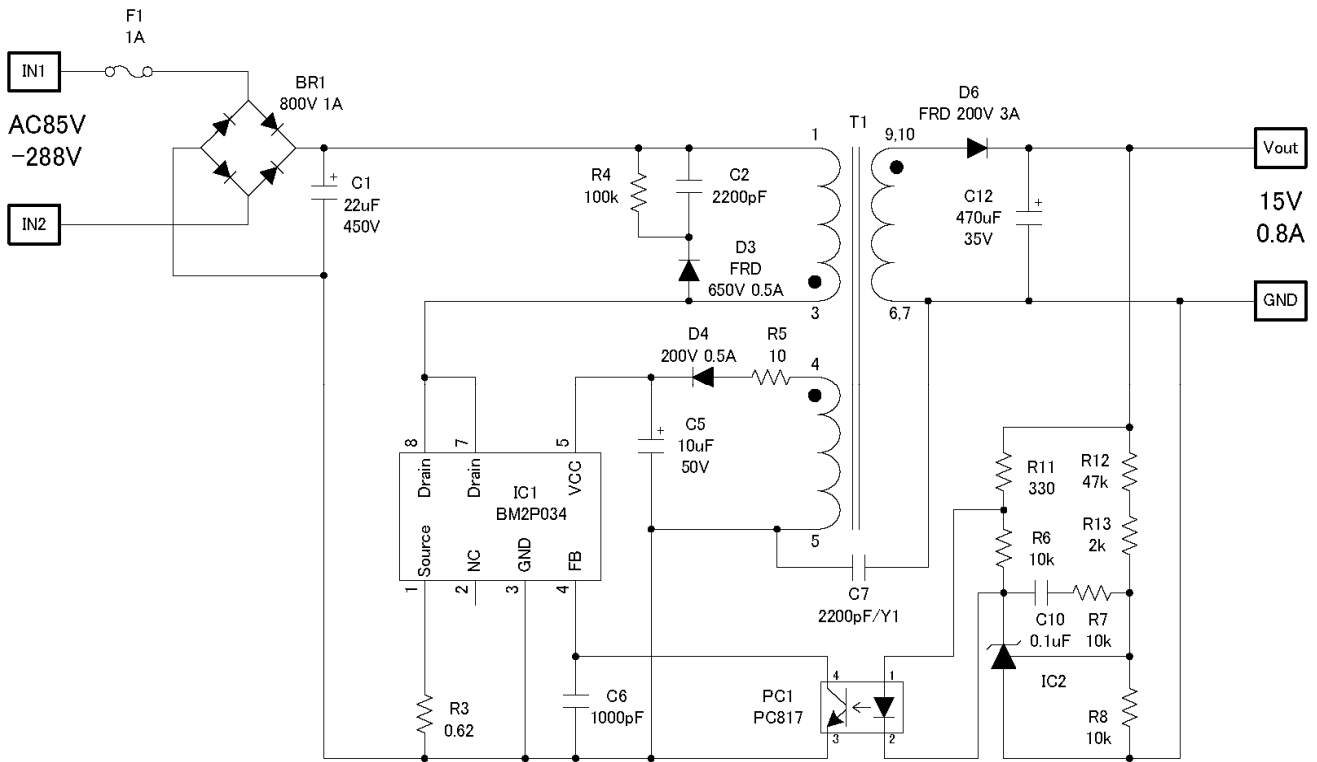 F1
1A
IN1
BR1
800V 1A
AC85V
-288V
IN2
C1
22uF
450V
R4
100k
C2
2200pF
D3
FRD
650V 0.5A
1
3
T1
9,10
6,7
D6
FRD 200V 3A
C12
470uF
35V
Vout
15V
0.8A
GND
D4
200V 0.5A
R5
10
4
5
C5
10uF
50V
8
7
5
Drain
Drain
VCC
IC1
BM2P034
Source
NC
GND
FB
1
2
3
4
C7
2200pF/Y1
R11
330
R12
47k
R6
10k
R13
2k
C10
0.1uF
R7
10k
IC2
R8
10k
R3
0.62
C6
1000pF
PC1
PC817
4
1
3
2